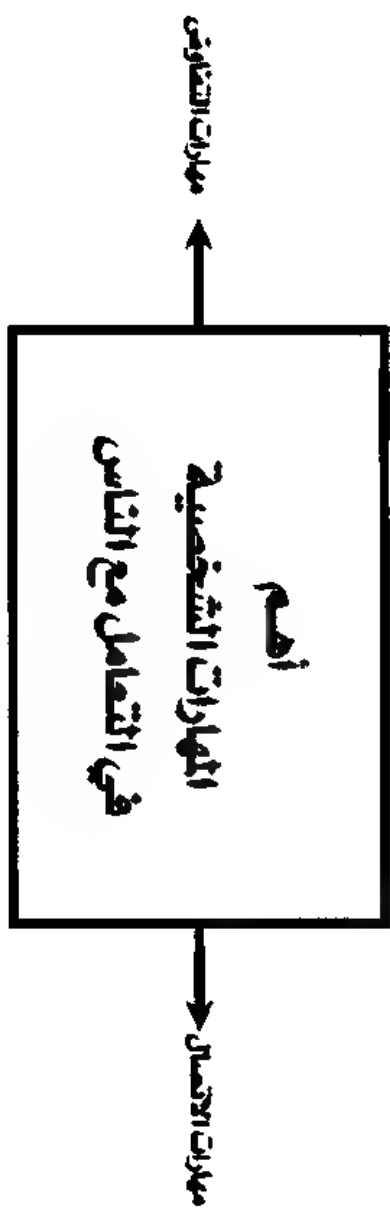 أهم
المهارات الشخصية
في التعامل مع الناس
مهارات الاتصال
مهارات التفاوض